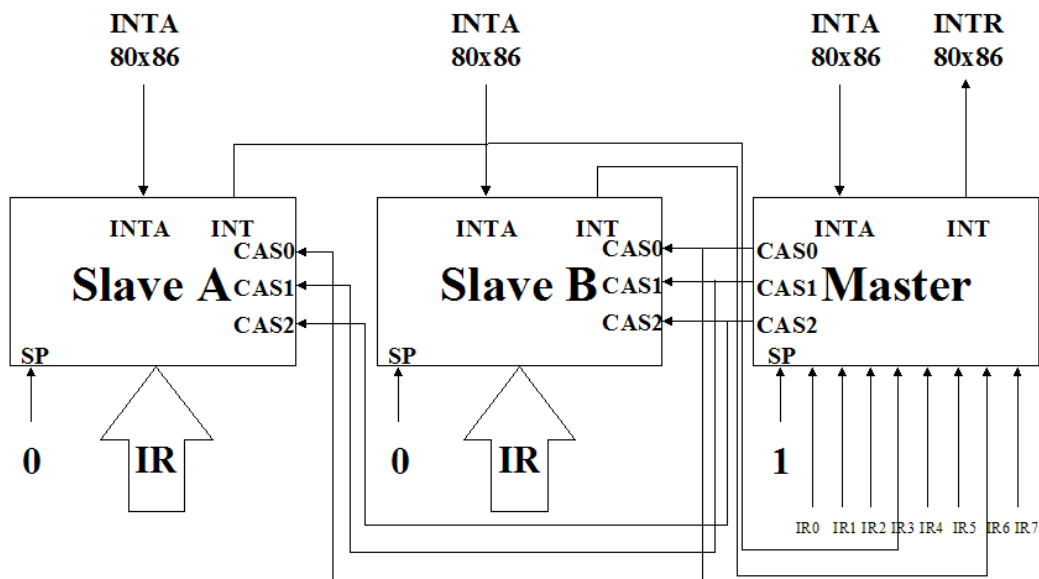 INTA INTA INTA INTR
80x86 80x86 80x86 80x86
INTA INT INTA INT INTA INT
CAS0 CAS0 CAS0
Slave A CAS1 Slave B CAS1 CAS1 Master
CAS2 CAS2 CAS2
SP SP SP
0 IR 0 IR 1
IR0 IR1 IR2 IR3 IR4 IR5 IR6 IR7